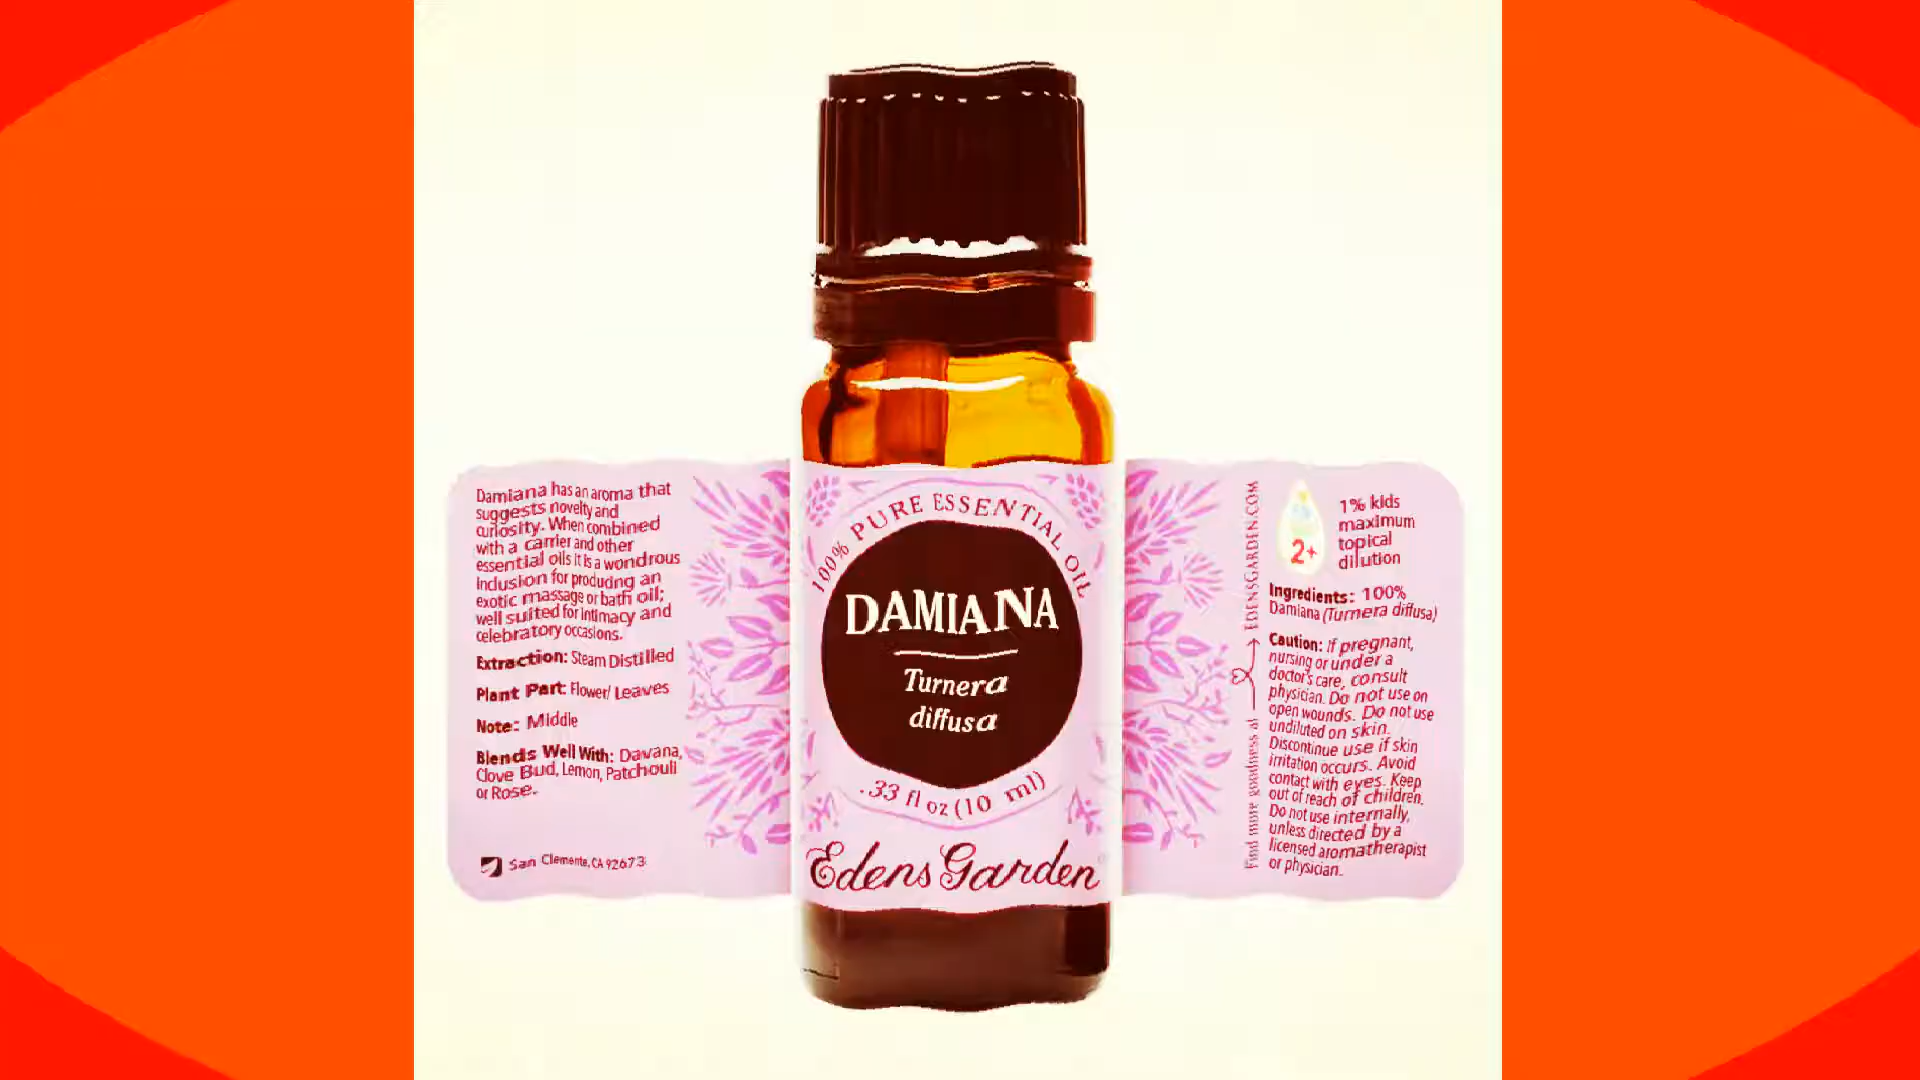 Damiana has an aroma that
suggests novelty and
curiosity. When combined
with a carrier and other
essential oils it is a wondrous
inclusion for producing an
exotic massage or bath oil;
well suited for intimacy and
celebratory occasions.
Extraction: Steam Distilled
Plant Part: Flower/ Leaves
Note: Middle
Blends Well With: Davana,
Clove Bud, Lemon, Patchouli
or Rose.
San Clemente, CA 92673
100% PURE ESSENTIAL OIL
DAMIANA
Turnera
diffusa
.33 fl oz (10 ml)
Edens Garden
Find more goodness at EDENSGARDEN.COM
2+
1% kids
maximum
topical
dilution
Ingredients: 100%
Damiana (Turnera diffusa)
Caution: If pregnant,
nursing or under a
doctor's care, consult
physician. Do not use on
open wounds. Do not use
undiluted on skin.
Discontinue use if skin
irritation occurs. Avoid
contact with eyes. Keep
out of reach of children.
Do not use internally,
unless directed by a
licensed aromatherapist
or physician.